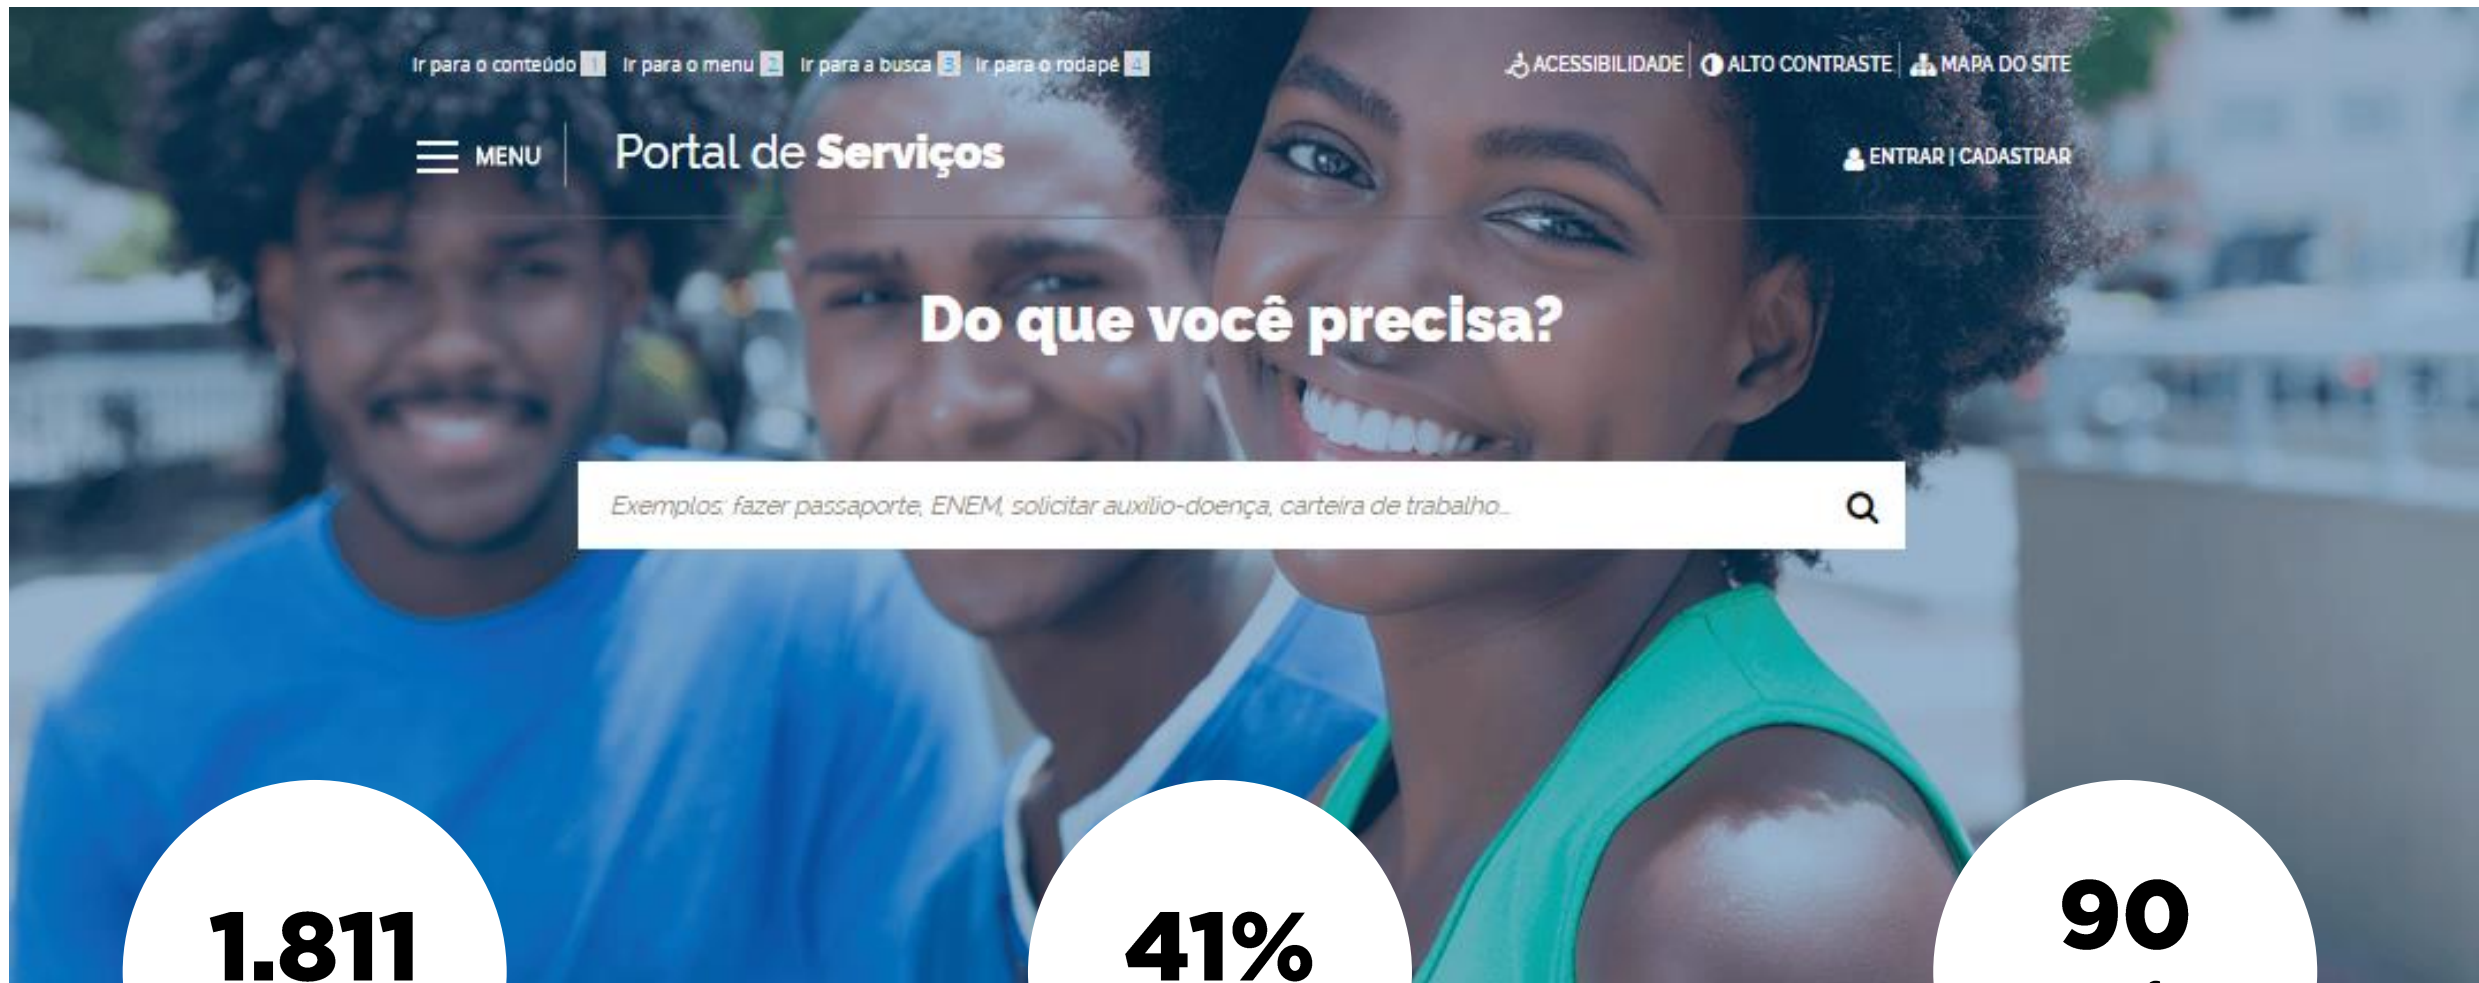 Ir para o conteúdo 1 Ir para o menu 2 Ir para a busca 3 Ir para o rodapé 4
ACESSIBILIDADE ALTO CONTRASTE MAPA DO SITE
MENU Portal de Serviços ENTRAR | CADASTRAR
Do que você precisa?
Exemplos: fazer passaporte, ENEM, solicitar auxílio-doença, carteira de trabalho...
1.811 41% 90